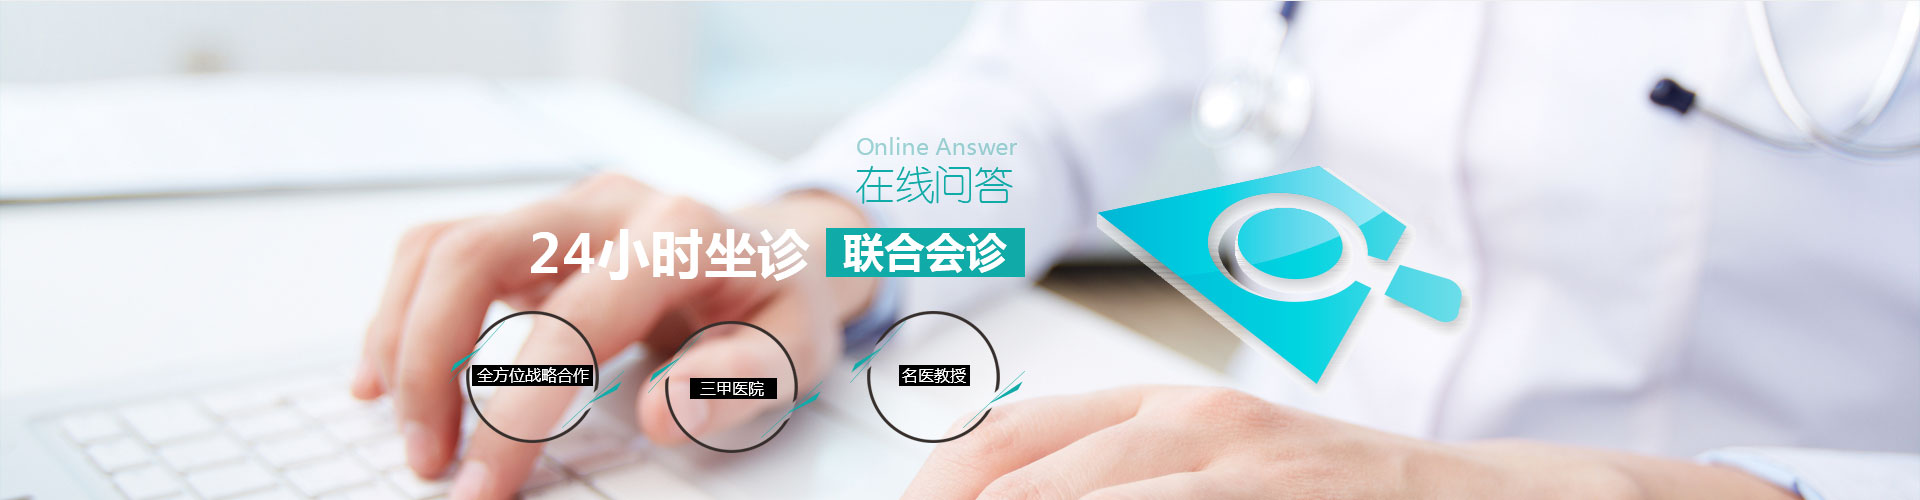 Online Answer
在线问答
24小时坐诊 联合会诊
全方位战略合作
三甲医院
名医教授